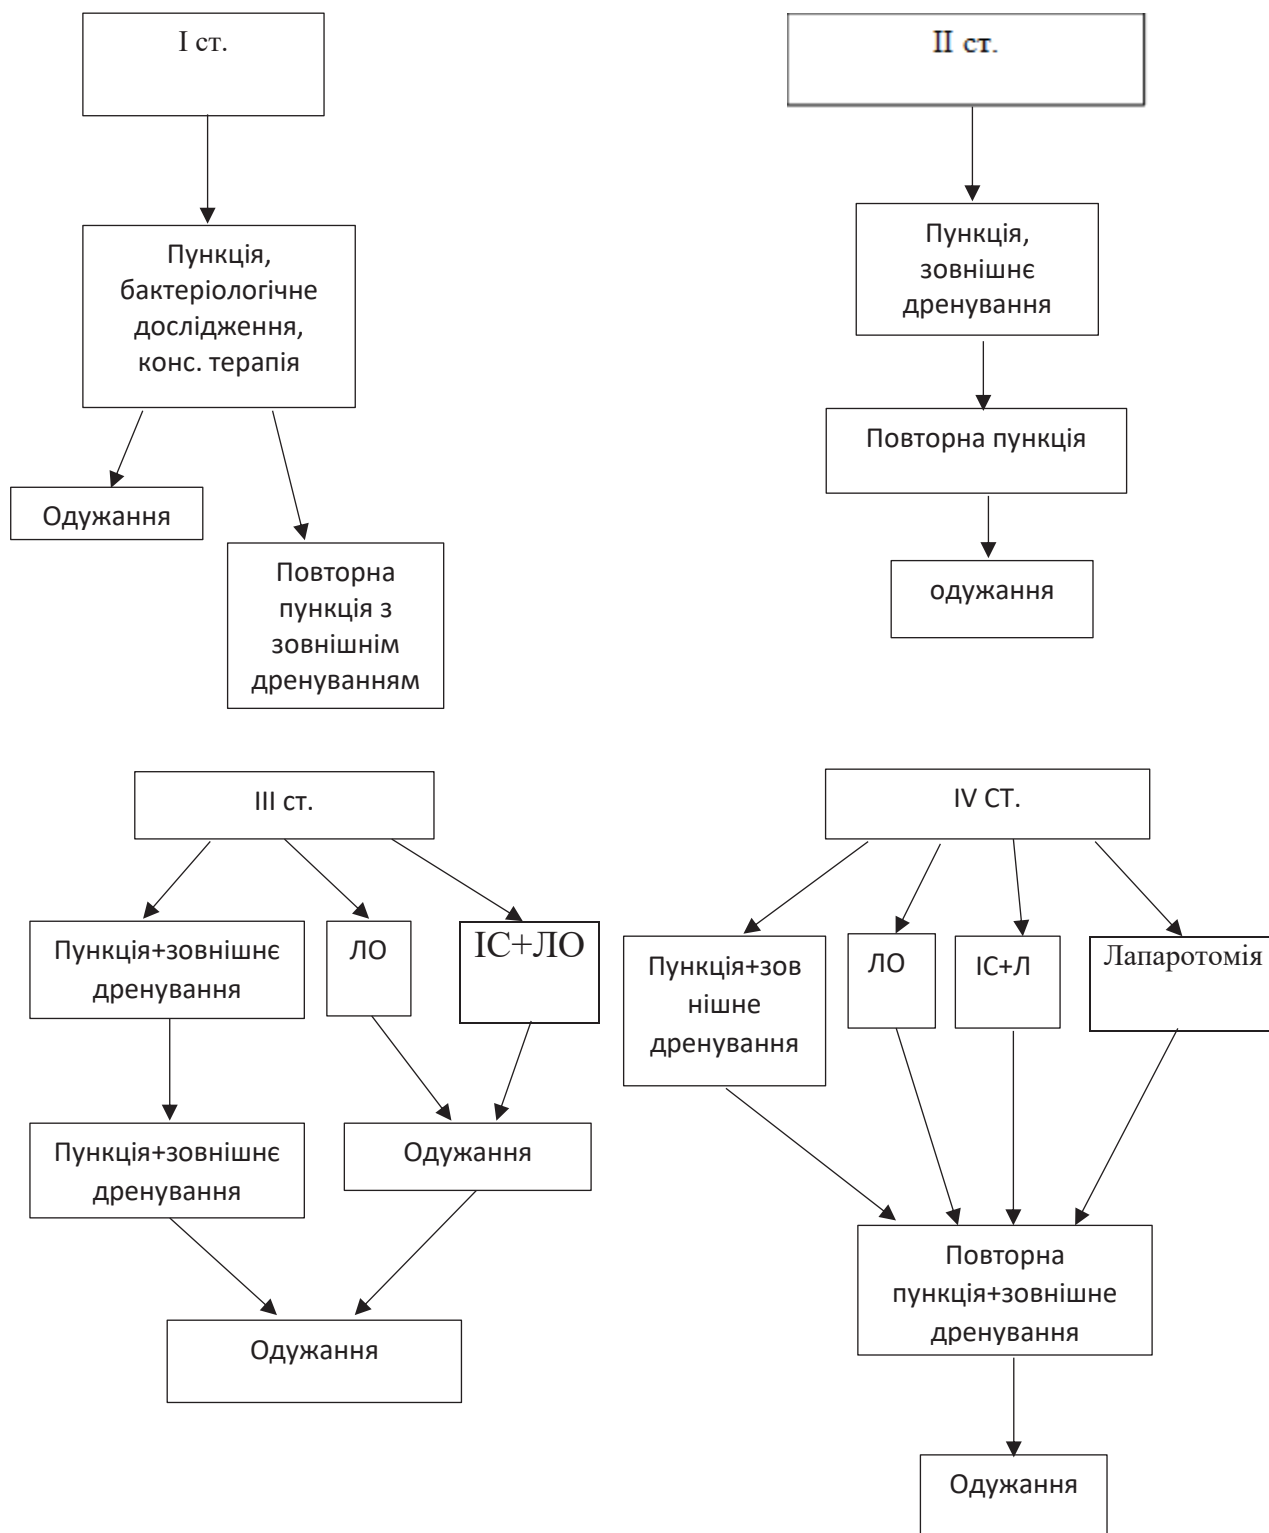 I ст.
Пункція,
бактеріологічне
дослідження,
конс. терапія
Одужання
Повторна
пункція з
зовнішнім
дренуванням
II ст.
Пункція,
зовнішнє
дренування
Повторна пункція
одужання
III ст.
Пункція+зовнішнє
дренування
ЛО
ІС+ЛО
Пункція+зовнішнє
дренування
Одужання
Одужання
IV СТ.
Пункція+зов
нішне
дренування
ЛО
ІС+Л
Лапаротомія
Повторна
пункція+зовнішне
дренування
Одужання